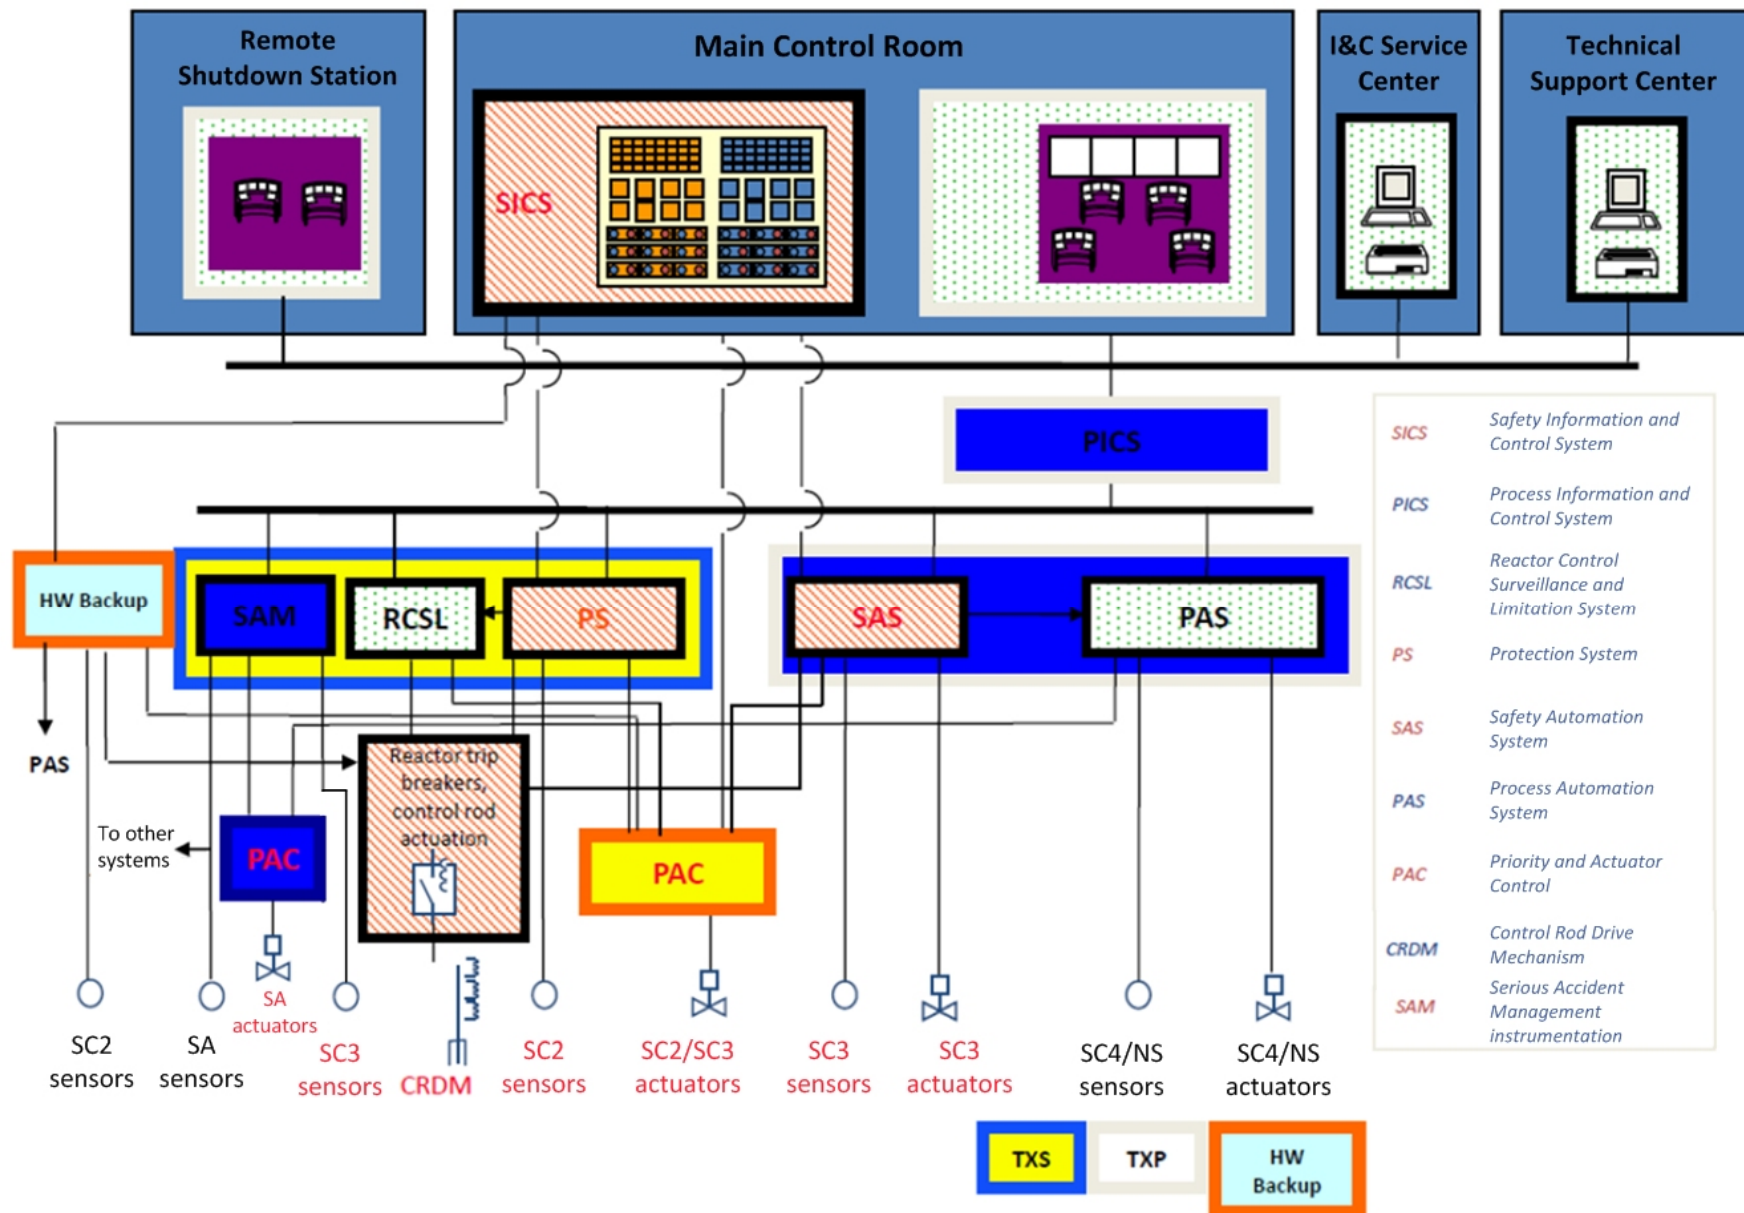 Remote
Shutdown Station
Main Control Room
I&C Service
Center
Technical
Support Center
SICS
PICS
HW Backup
SAM
RCSL
PS
SAS
PAS
PAS
Reactor trip
breakers,
control rod
actuation
To other
systems
PAC
PAC
SC2
sensors
SA
sensors
SA
actuators
SC3
sensors
CRDM
SC2
sensors
SC2/SC3
actuators
SC3
sensors
SC3
actuators
SC4/NS
sensors
SC4/NS
actuators
SICS Safety Information and
Control System
PICS Process Information and
Control System
RCSL Reactor Control
Surveillance and
Limitation System
PS Protection System
SAS Safety Automation
System
PAS Process Automation
System
PAC Priority and Actuator
Control
CRDM Control Rod Drive
Mechanism
SAM Serious Accident
Management
instrumentation
TXS
TXP
HW
Backup